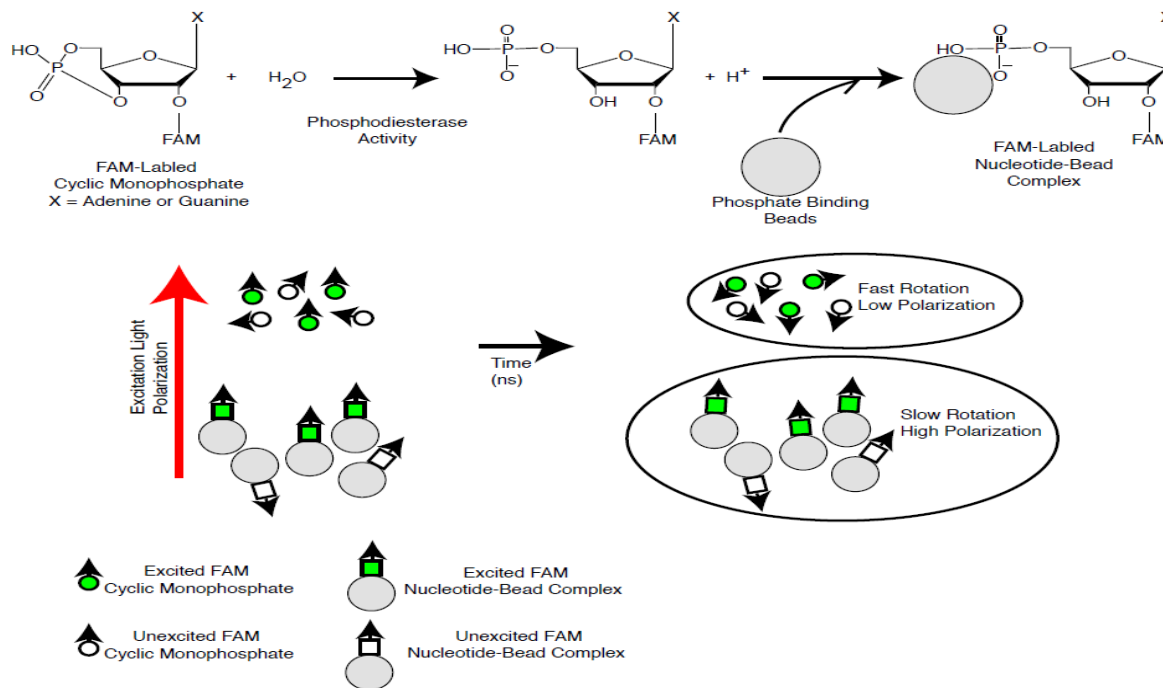 X
HO
O
P
O
O
O
O
FAM
FAM-Labled
Cyclic Monophosphate
X = Adenine or Guanine
+
H2O
Phosphodiesterase
Activity
X
O
HO
P
O
O
O
–
OH
O
FAM
+ H+
Phosphate Binding
Beads
X
O
HO
P
O
O
O
–
OH
O
FAM
FAM-Labled
Nucleotide-Bead
Complex
Excitation Light
Polarization
Time
(ns)
Fast Rotation
Low Polarization
Slow Rotation
High Polarization
Excited FAM
Cyclic Monophosphate
Excited FAM
Nucleotide-Bead Complex
Unexcited FAM
Cyclic Monophosphate
Unexcited FAM
Nucleotide-Bead Complex